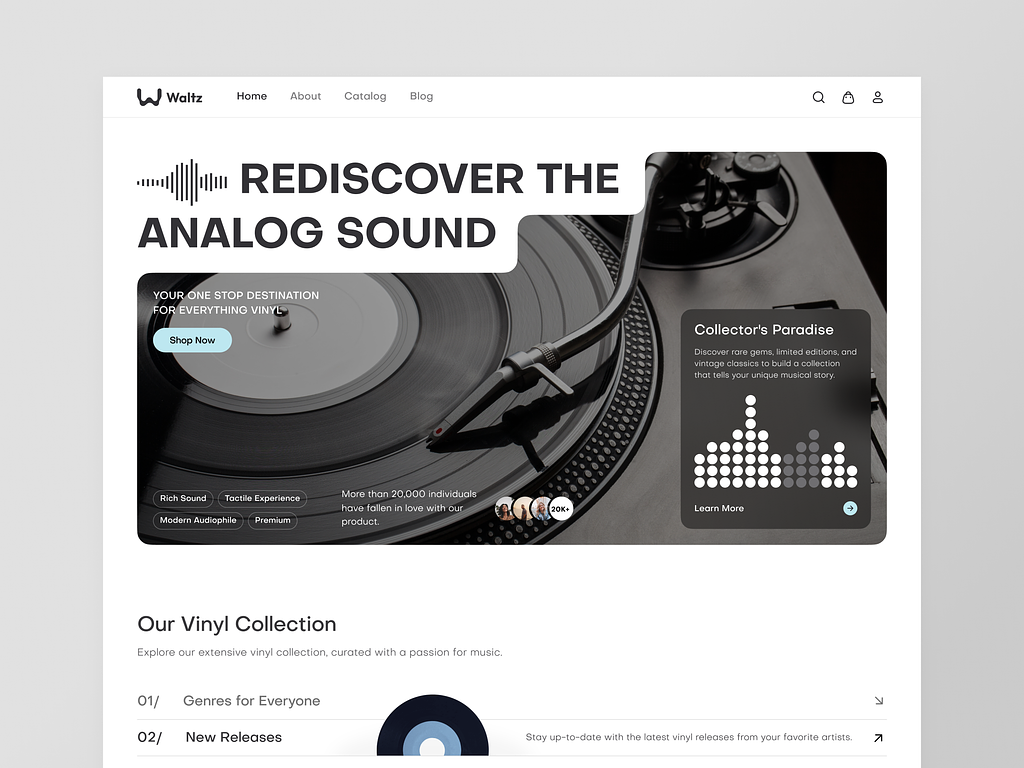 Waltz
Home About Catalog Blog
REDISCOVER THE
ANALOG SOUND
YOUR ONE STOP DESTINATION
FOR EVERYTHING VINYL
Shop Now
Collector's Paradise
Discover rare gems, limited editions, and
vintage classics to build a collection
that tells your unique musical story.
Learn More
Rich Sound
Tactile Experience
Modern Audiophile
Premium
More than 20,000 individuals
have fallen in love with our
product.
20K+
Our Vinyl Collection
Explore our extensive vinyl collection, curated with a passion for music.
01/ Genres for Everyone
02/ New Releases
Stay up-to-date with the latest vinyl releases from your favorite artists.